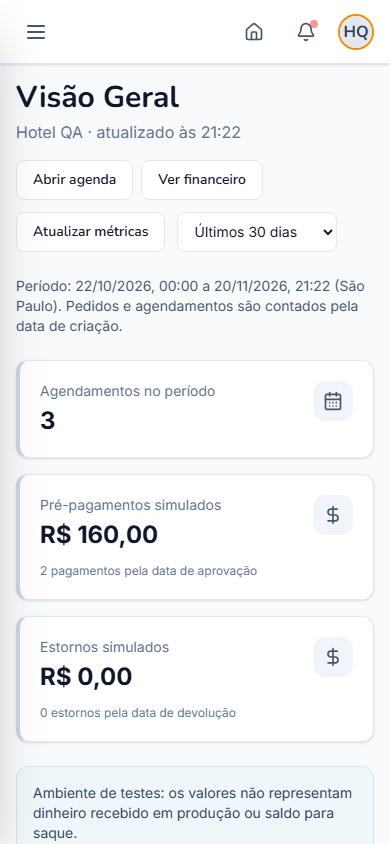 HQ
Visão Geral
Hotel QA · atualizado às 21:22
Abrir agenda
Ver financeiro
Atualizar métricas
Últimos 30 dias
Período: 22/10/2026, 00:00 a 20/11/2026, 21:22 (São
Paulo). Pedidos e agendamentos são contados pela
data de criação.
Agendamentos no período
3
Pré-pagamentos simulados
R$ 160,00
2 pagamentos pela data de aprovação
Estornos simulados
R$ 0,00
0 estornos pela data de devolução
Ambiente de testes: os valores não representam
dinheiro recebido em produção ou saldo para
saque.